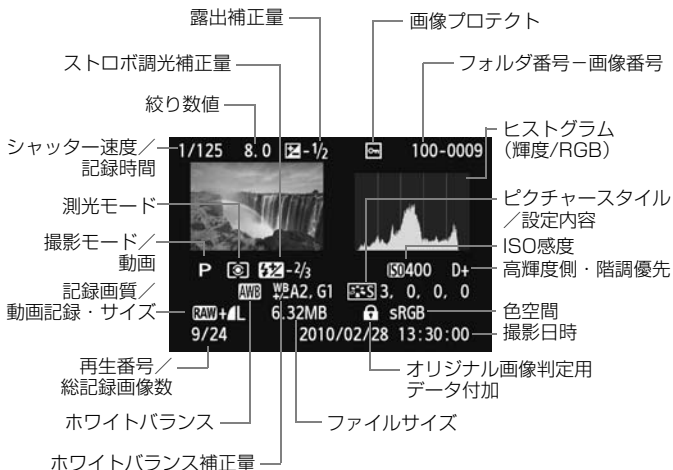 露出補正量
画像プロテクト
ストロボ調光補正量
フォルダ番号－画像番号
絞り数値
ヒストグラム
（輝度/RGB）
シャッター速度／
記録時間
1/125 8.0 -1/2 100-0009
測光モード
ピクチャースタイル
／設定内容
撮影モード／
動画
ISO感度
P -2/3 ISO400 D+
高輝度側・階調優先
記録画質／
動画記録・サイズ
AWB WB A2, G1 S 3, 0, 0, 0
RAW+L 6.32MB sRGB
色空間
9/24 2010/02/28 13:30:00
撮影日時
再生番号／
総記録画像数
オリジナル画像判定用
データ付加
ホワイトバランス
ファイルサイズ
ホワイトバランス補正量